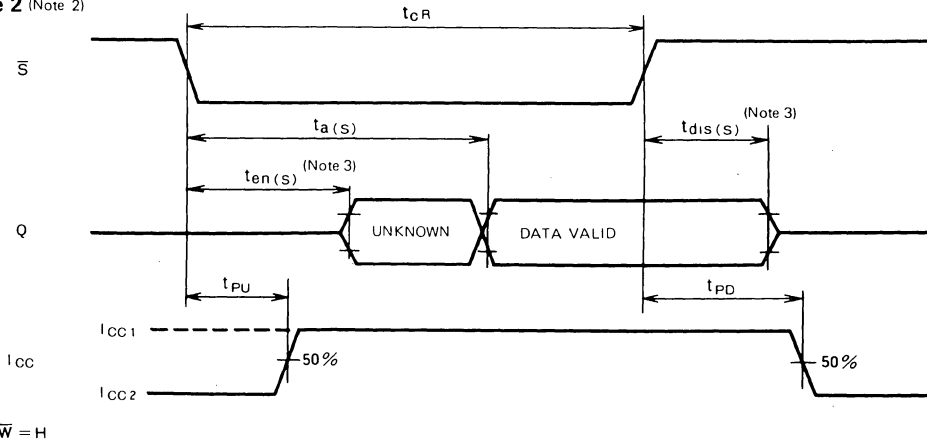 2 (Note 2)
tCR
S̅
ta(S)
(Note 3)
tdis(S)
(Note 3)
ten(S)
Q
UNKNOWN
DATA VALID
tPU
tPD
ICC1
ICC
50%
50%
ICC2
W̅ = H